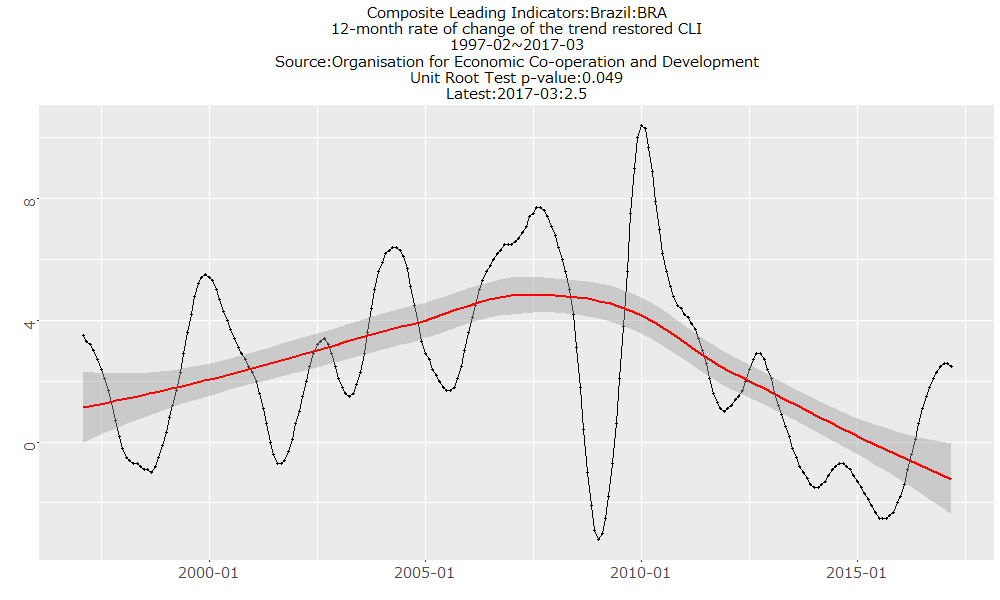 Composite Leading Indicators:Brazil:BRA
12-month rate of change of the trend restored CLI
1997-02~2017-03
Source:Organisation for Economic Co-operation and Development
Unit Root Test p-value:0.049
Latest:2017-03:2.5
8
4
0
2000-01
2005-01
2010-01
2015-01